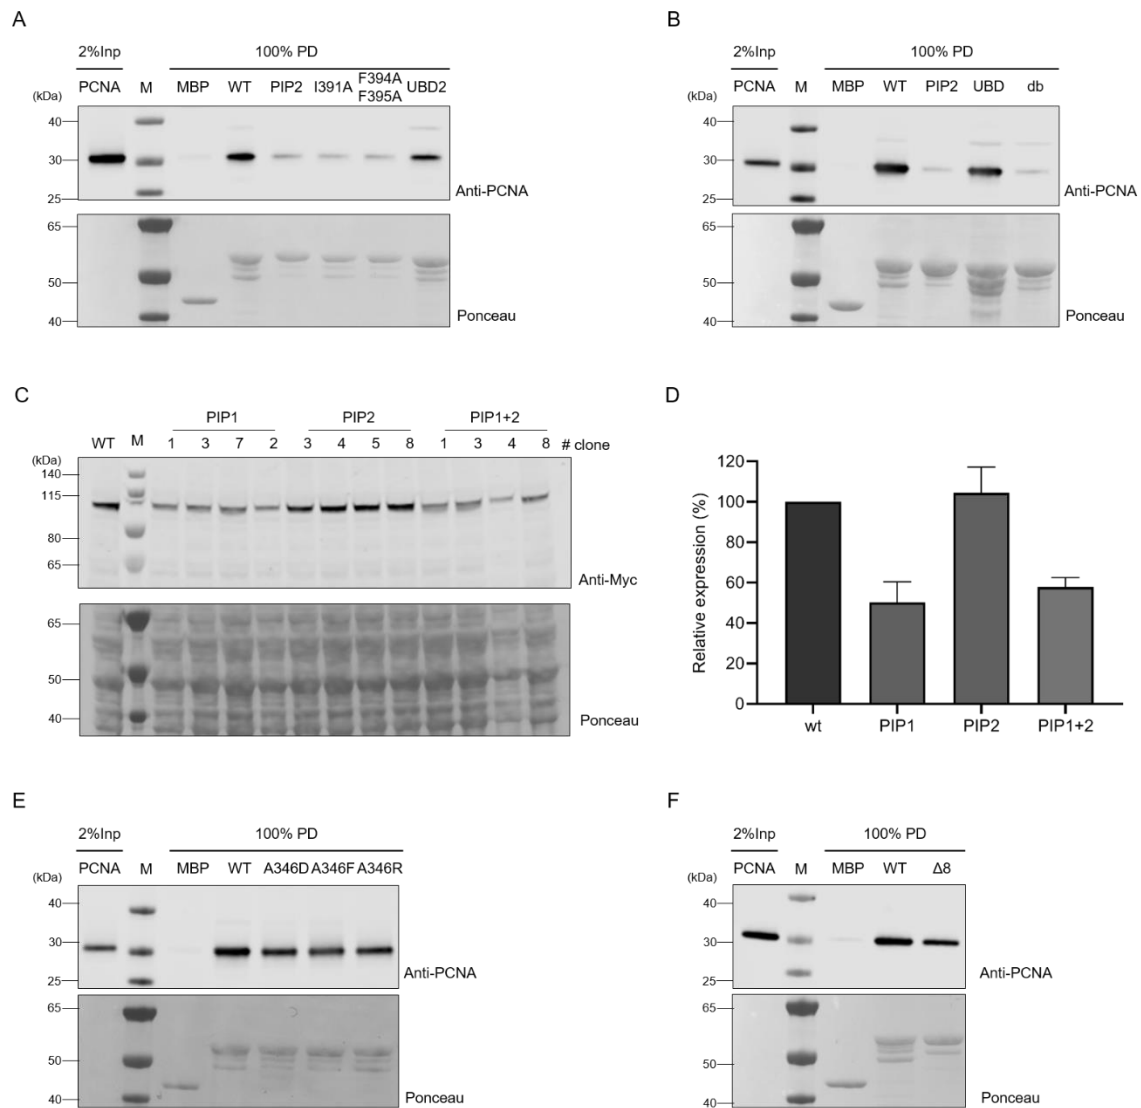 A
2%Inp 100% PD
PCNA M MBP WT PIP2 I391A F394A F395A UBD2
(kDa)
40
30
25
Anti-PCNA
65
50
40
Ponceau
B
2%Inp 100% PD
PCNA M MBP WT PIP2 UBD db
(kDa)
40
30
25
Anti-PCNA
65
50
40
Ponceau
C
PIP1 PIP2 PIP1+2
WT M 1 3 7 2 3 4 5 8 1 3 4 8 # clone
(kDa)
140
115
80
65
Anti-Myc
65
50
40
Ponceau
D
Relative expression (%)
120
100
80
60
40
20
0
wt PIP1 PIP2 PIP1+2
E
2%Inp 100% PD
PCNA M MBP WT A346D A346F A346R
(kDa)
40
30
25
Anti-PCNA
65
50
40
Ponceau
F
2%Inp 100% PD
PCNA M MBP WT Δ8
(kDa)
40
30
25
Anti-PCNA
65
50
40
Ponceau